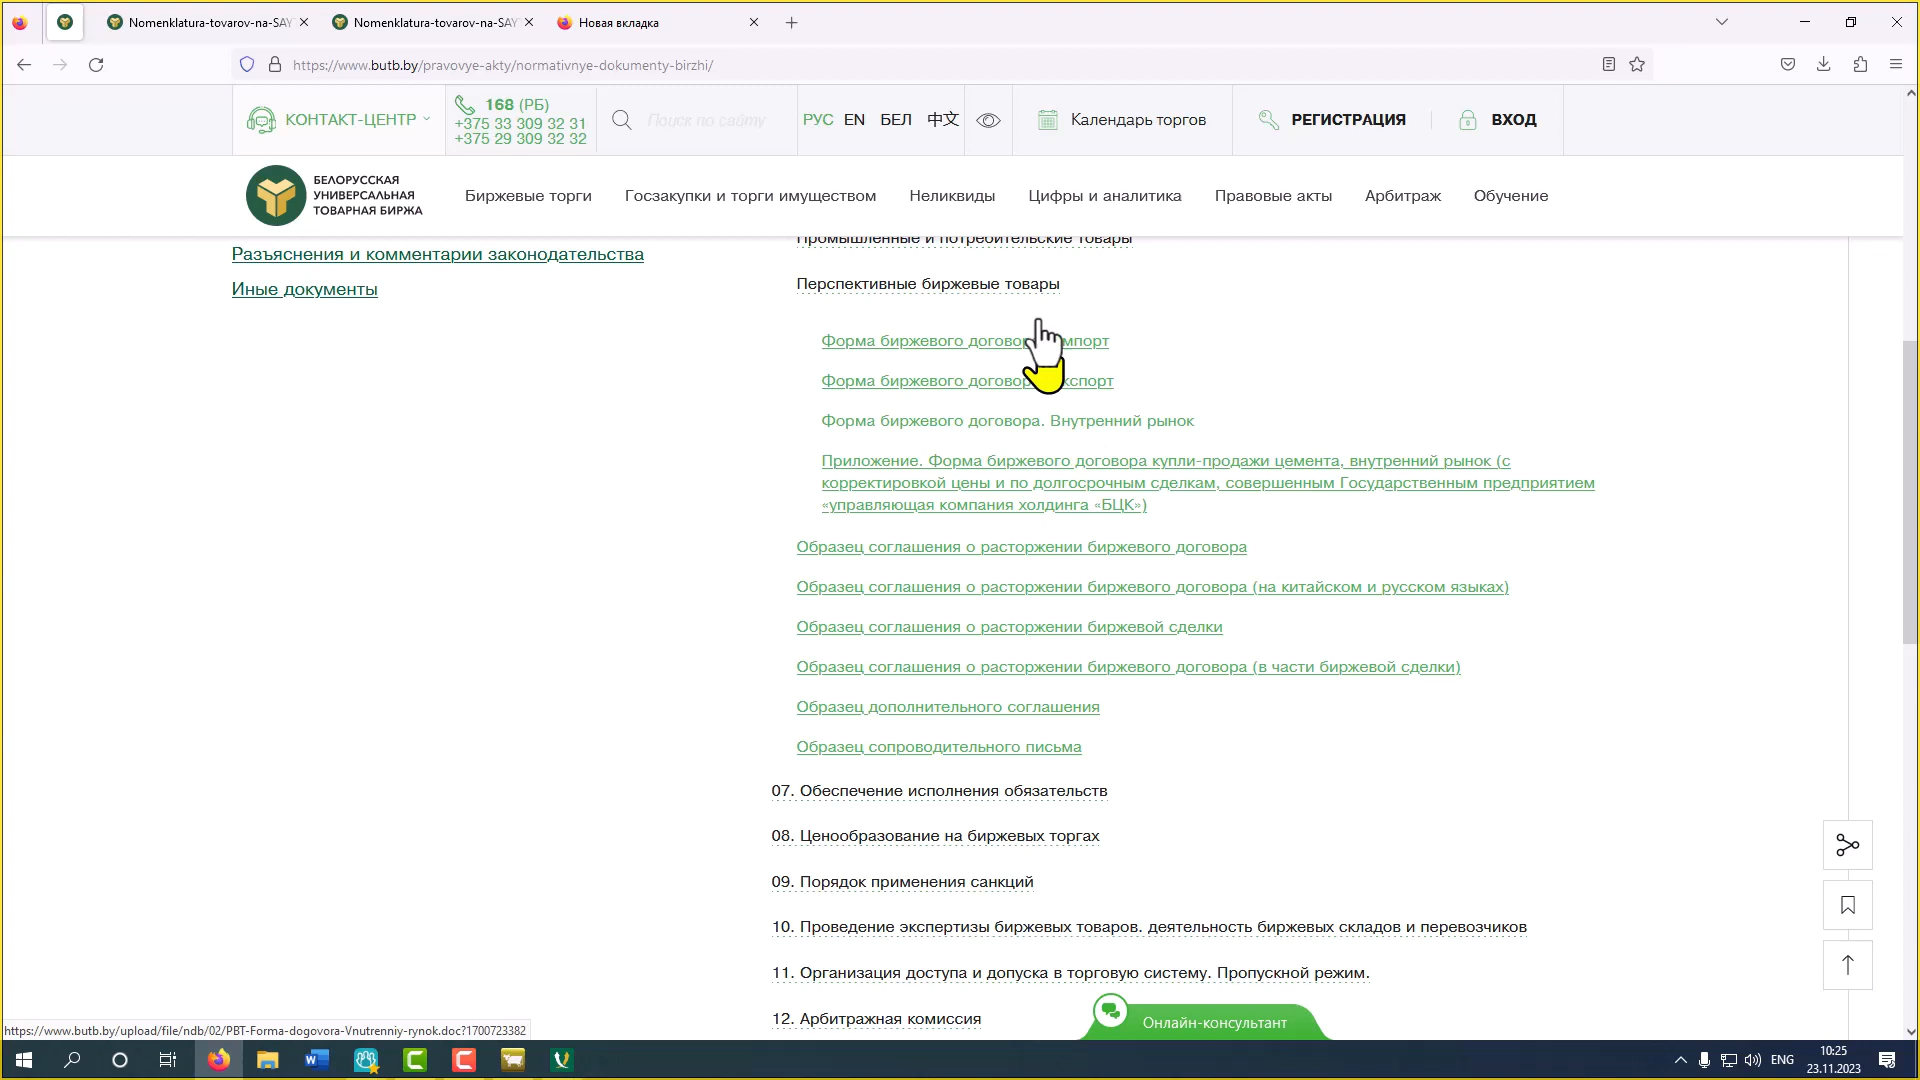 Nomenklatura-tovarov-na-SAY
Nomenklatura-tovarov-na-SAY
Новая вкладка
https://www.butb.by/pravovye-akty/normativnye-dokumenty-birzhi/
КОНТАКТ-ЦЕНТР
168 (РБ)
+375 33 309 32 31
+375 29 309 32 32
Поиск по сайту
РУС EN БЕЛ 中文
Календарь торгов
РЕГИСТРАЦИЯ
ВХОД
БЕЛОРУССКАЯ
УНИВЕРСАЛЬНАЯ
ТОВАРНАЯ БИРЖА
Биржевые торги
Госзакупки и торги имуществом
Неликвиды
Цифры и аналитика
Правовые акты
Арбитраж
Обучение
Разъяснения и комментарии законодательства
Иные документы
Промышленные и потребительские товары
Перспективные биржевые товары
Форма биржевого договор мпорт
Форма биржевого договор кспорт
Форма биржевого договора. Внутренний рынок
Приложение. Форма биржевого договора купли-продажи цемента, внутренний рынок (с
корректировкой цены и по долгосрочным сделкам, совершенным Государственным предприятием
«управляющая компания холдинга «БЦК»)
Образец соглашения о расторжении биржевого договора
Образец соглашения о расторжении биржевого договора (на китайском и русском языках)
Образец соглашения о расторжении биржевой сделки
Образец соглашения о расторжении биржевого договора (в части биржевой сделки)
Образец дополнительного соглашения
Образец сопроводительного письма
07. Обеспечение исполнения обязательств
08. Ценообразование на биржевых торгах
09. Порядок применения санкций
10. Проведение экспертизы биржевых товаров. деятельность биржевых складов и перевозчиков
11. Организация доступа и допуска в торговую систему. Пропускной режим.
12. Арбитражная комиссия
Онлайн-консультант
https://www.butb.by/upload/file/ndb/02/PBT-Forma-dogovora-Vnutrenniy-rynok.doc?1700723382
ENG
10:25
23.11.2023